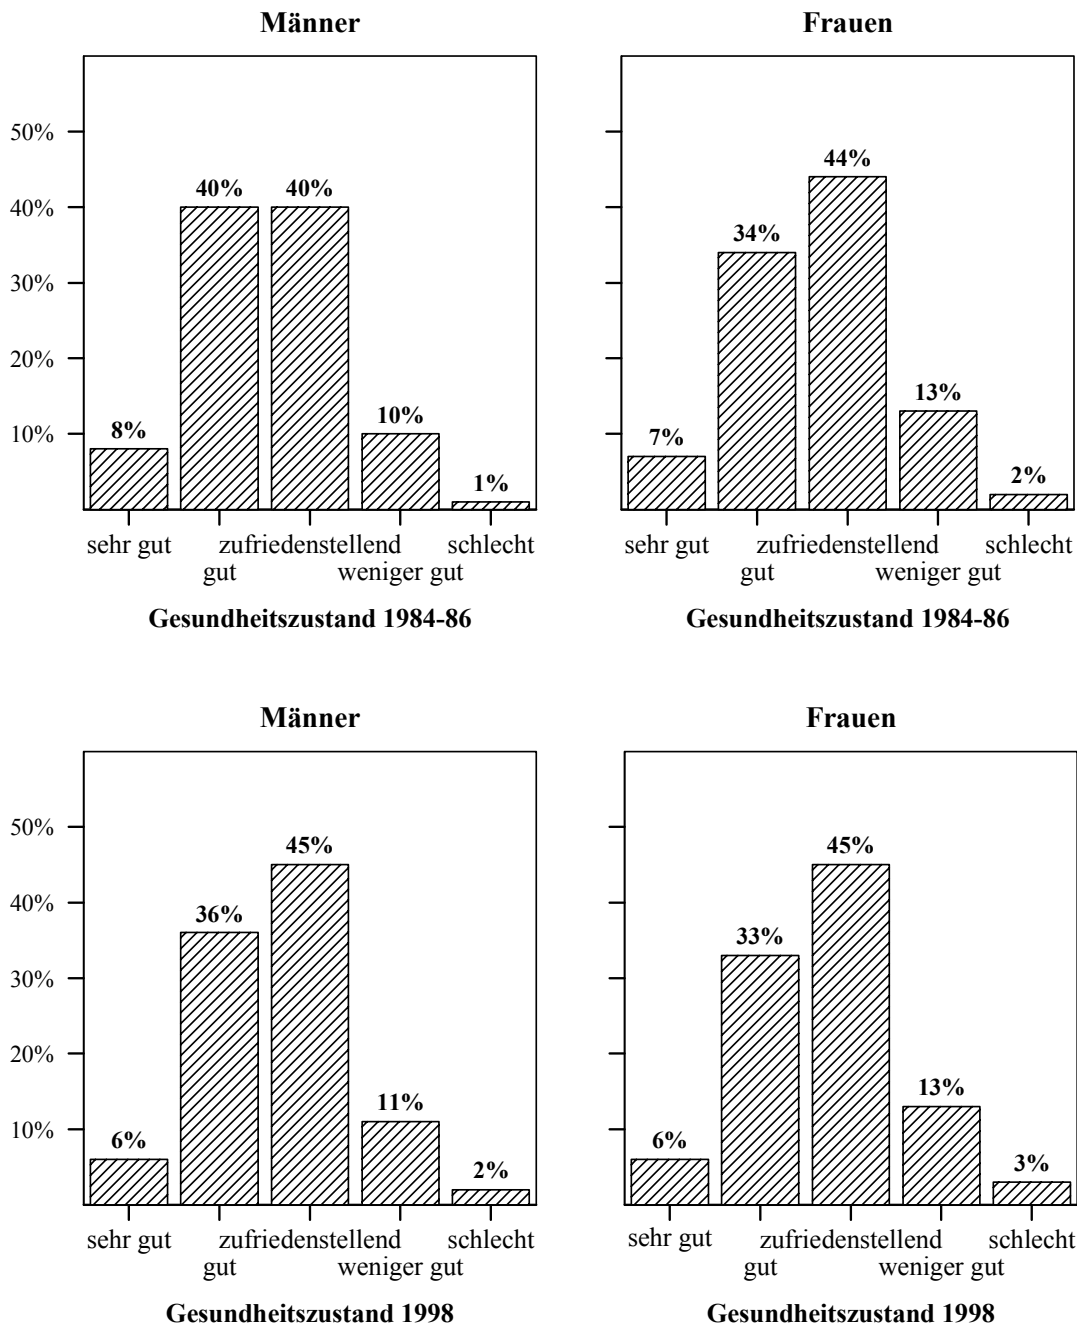 Männer
Frauen
50%
40%
30%
20%
10%
8%
40%
40%
10%
1%
7%
34%
44%
13%
2%
sehr gut
zufriedenstellend
schlecht
gut
weniger gut
sehr gut
zufriedenstellend
schlecht
gut
weniger gut
Gesundheitszustand 1984-86
Gesundheitszustand 1984-86
Männer
Frauen
50%
40%
30%
20%
10%
6%
36%
45%
11%
2%
6%
33%
45%
13%
3%
sehr gut
zufriedenstellend
schlecht
gut
weniger gut
sehr gut
zufriedenstellend
schlecht
gut
weniger gut
Gesundheitszustand 1998
Gesundheitszustand 1998